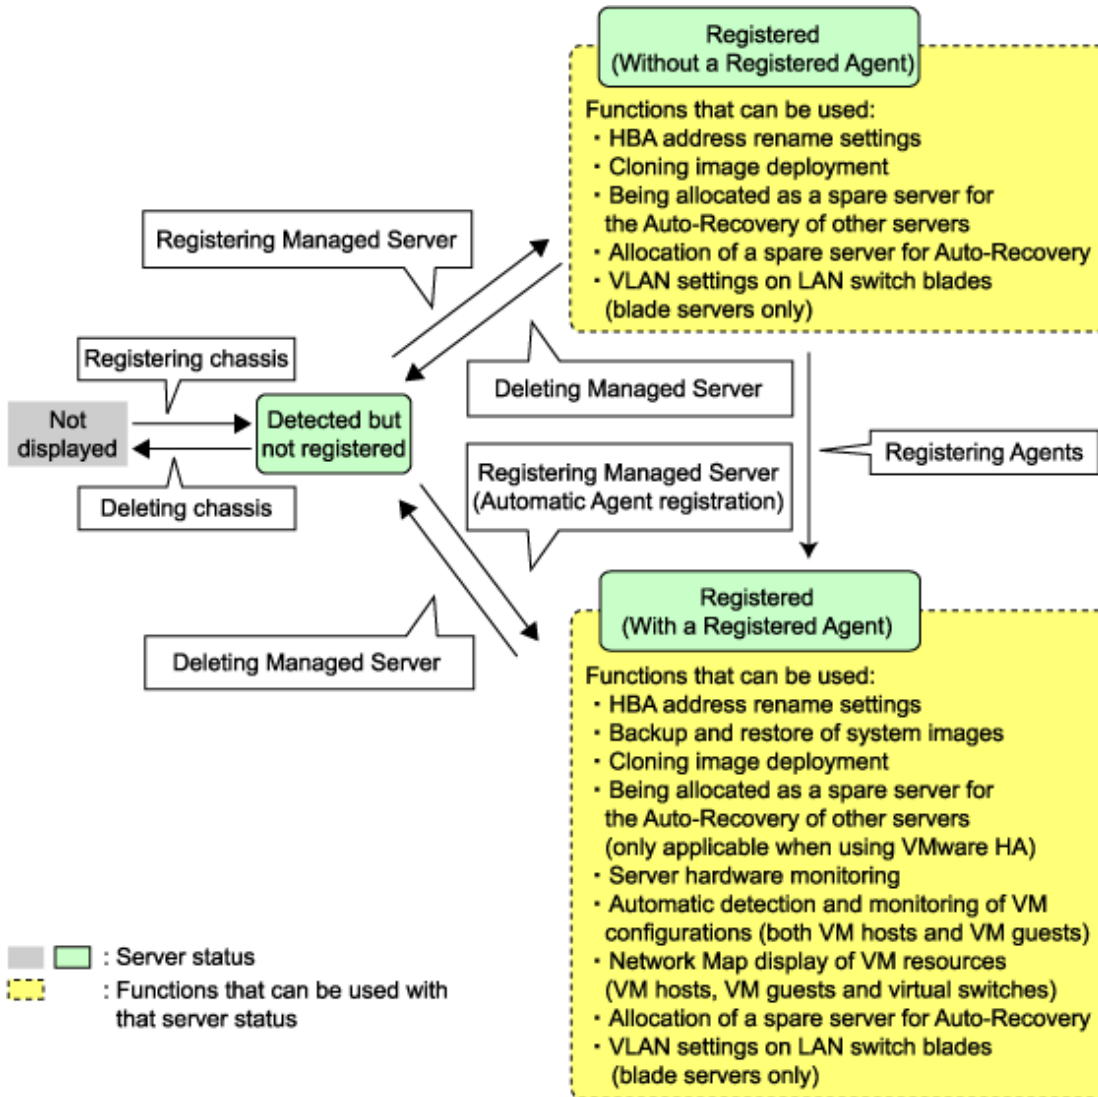 Registered
(Without a Registered Agent)
Functions that can be used:
・HBA address rename settings
・Cloning image deployment
・Being allocated as a spare server for
the Auto-Recovery of other servers
・Allocation of a spare server for Auto-Recovery
・VLAN settings on LAN switch blades
(blade servers only)
Registering Managed Server
Registering chassis
Deleting Managed Server
Not
displayed
Detected but
not registered
Registering Agents
Registering Managed Server
(Automatic Agent registration)
Deleting chassis
Deleting Managed Server
Registered
(With a Registered Agent)
Functions that can be used:
・HBA address rename settings
・Backup and restore of system images
・Cloning image deployment
・Being allocated as a spare server for
the Auto-Recovery of other servers
(only applicable when using VMware HA)
・Server hardware monitoring
・Automatic detection and monitoring of VM
configurations (both VM hosts and VM guests)
・Network Map display of VM resources
(VM hosts, VM guests and virtual switches)
・Allocation of a spare server for Auto-Recovery
・VLAN settings on LAN switch blades
(blade servers only)
: Server status
: Functions that can be used with
that server status